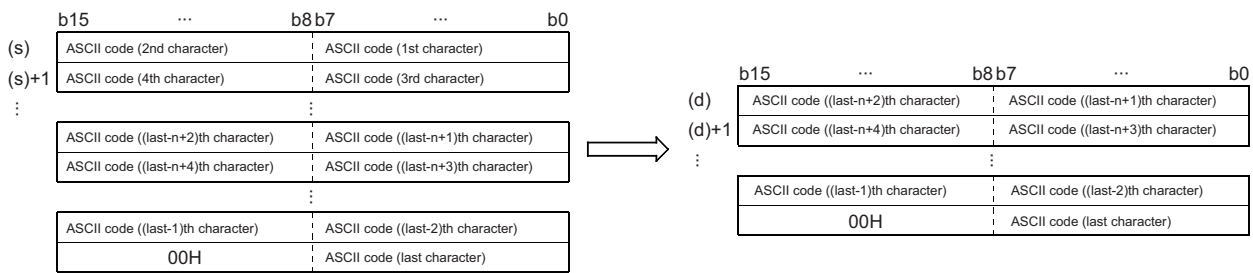 b15 ··· b8 b7 ··· b0
(s) ASCII code (2nd character) ASCII code (1st character)
(s)+1 ASCII code (4th character) ASCII code (3rd character)
⋮ ⋮
ASCII code ((last-n+2)th character) ASCII code ((last-n+1)th character)
ASCII code ((last-n+4)th character) ASCII code ((last-n+3)th character)
⋮
ASCII code ((last-1)th character) ASCII code ((last-2)th character)
00H ASCII code (last character)
b15 ··· b8 b7 ··· b0
(d) ASCII code ((last-n+2)th character) ASCII code ((last-n+1)th character)
(d)+1 ASCII code ((last-n+4)th character) ASCII code ((last-n+3)th character)
⋮ ⋮
ASCII code ((last-1)th character) ASCII code ((last-2)th character)
00H ASCII code (last character)